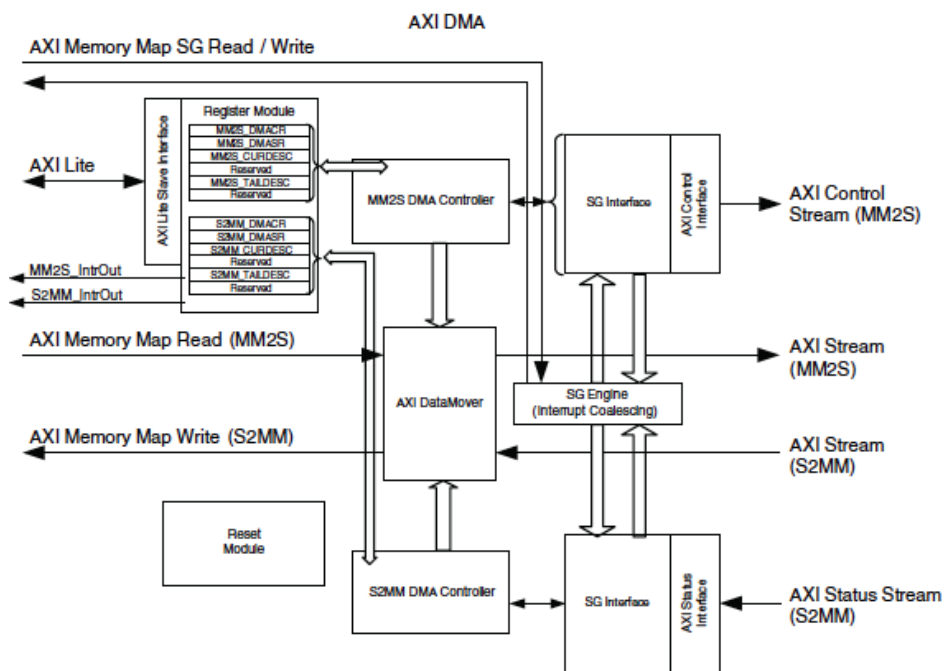 AXI DMA
AXI Memory Map SG Read / Write
AXI Lite
AXI Lite Slave Interface
Register Module
MM2S_DMACR
MM2S_DMASR
MM2S_CURDESC
Reserved
MM2S_TAILDESC
Reserved
S2MM_DMACR
S2MM_DMASR
S2MM_CURDESC
Reserved
S2MM_TAILDESC
Reserved
MM2S_IntrOut
S2MM_IntrOut
MM2S DMA Controller
SG Interface
AXI Control
Interface
AXI Control
Stream (MM2S)
AXI Memory Map Read (MM2S)
AXI DataMover
AXI Stream
(MM2S)
SG Engine
(Interrupt Coalescing)
AXI Memory Map Write (S2MM)
AXI Stream
(S2MM)
Reset
Module
S2MM DMA Controller
SG Interface
AXI Status
Interface
AXI Status Stream
(S2MM)